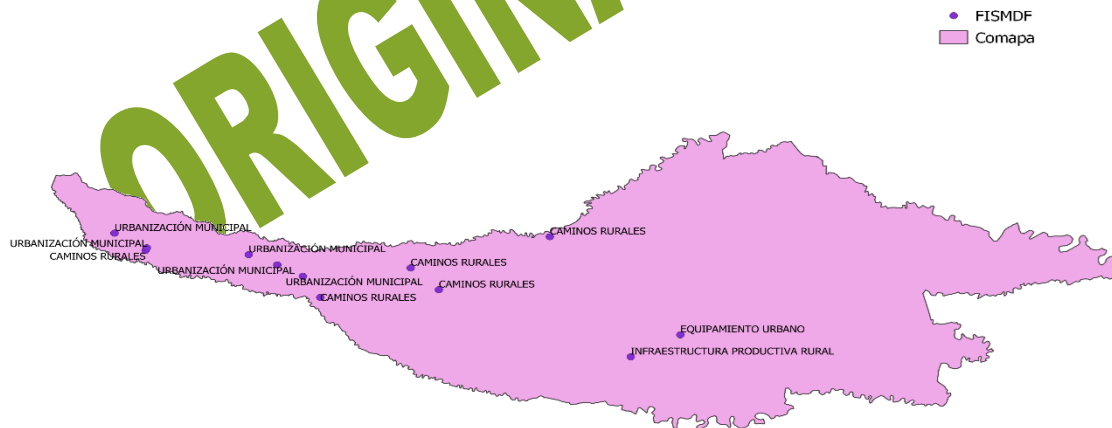 ORIGINA
FISMDF
Comapa
URBANIZACIÓN MUNICIPAL
CAMINOS RURALES
URBANIZACIÓN MUNICIPAL
URBANIZACIÓN MUNICIPAL
CAMINOS RURALES
CAMINOS RURALES
URBANIZACIÓN MUNICIPAL
URBANIZACIÓN MUNICIPAL
CAMINOS RURALES
CAMINOS RURALES
EQUIPAMIENTO URBANO
INFRAESTRUCTURA PRODUCTIVA RURAL